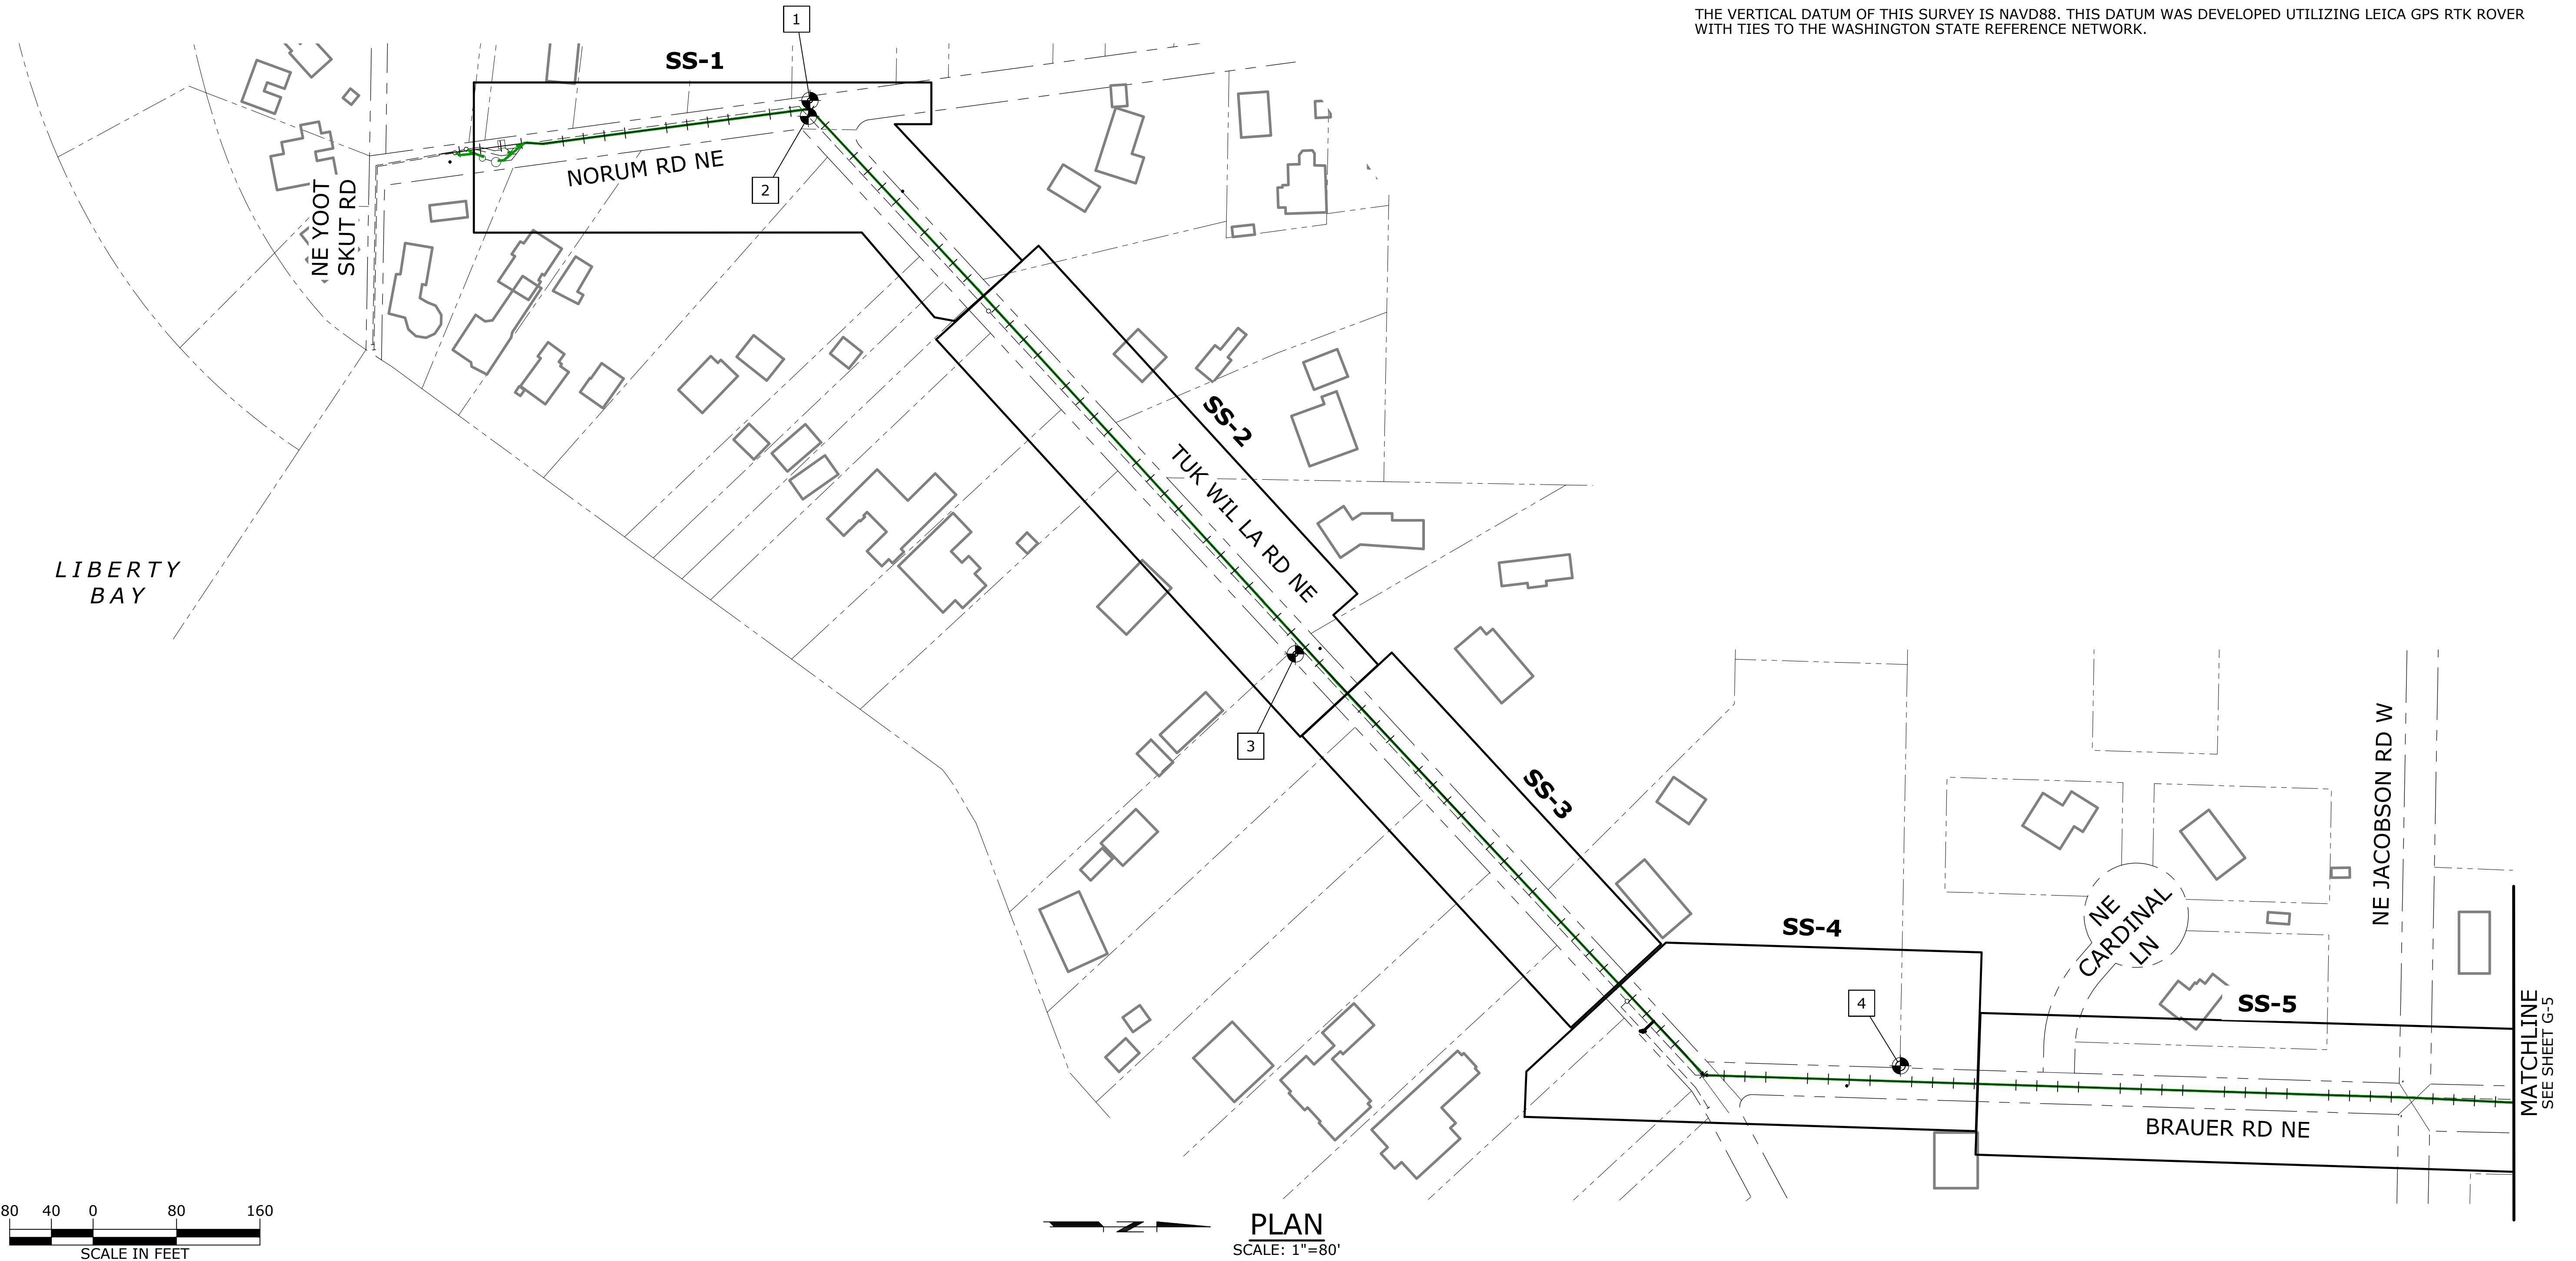 THE VERTICAL DATUM OF THIS SURVEY IS NAVD88. THIS DATUM WAS DEVELOPED UTILIZING LEICA GPS RTK ROVER
WITH TIES TO THE WASHINGTON STATE REFERENCE NETWORK.
1
SS-1
NORUM RD NE
2
NE YOOT
SKUT RD
SS-2
TUK WIL LA RD NE
LIBERTY
BAY
3
SS-3
SS-4
4
NE
CARDINAL
LN
NE JACOBSON RD W
SS-5
BRAUER RD NE
MATCHLINE
SEE SHEET G-5
80 40 0 80 160
SCALE IN FEET
N
PLAN
SCALE: 1"=80'